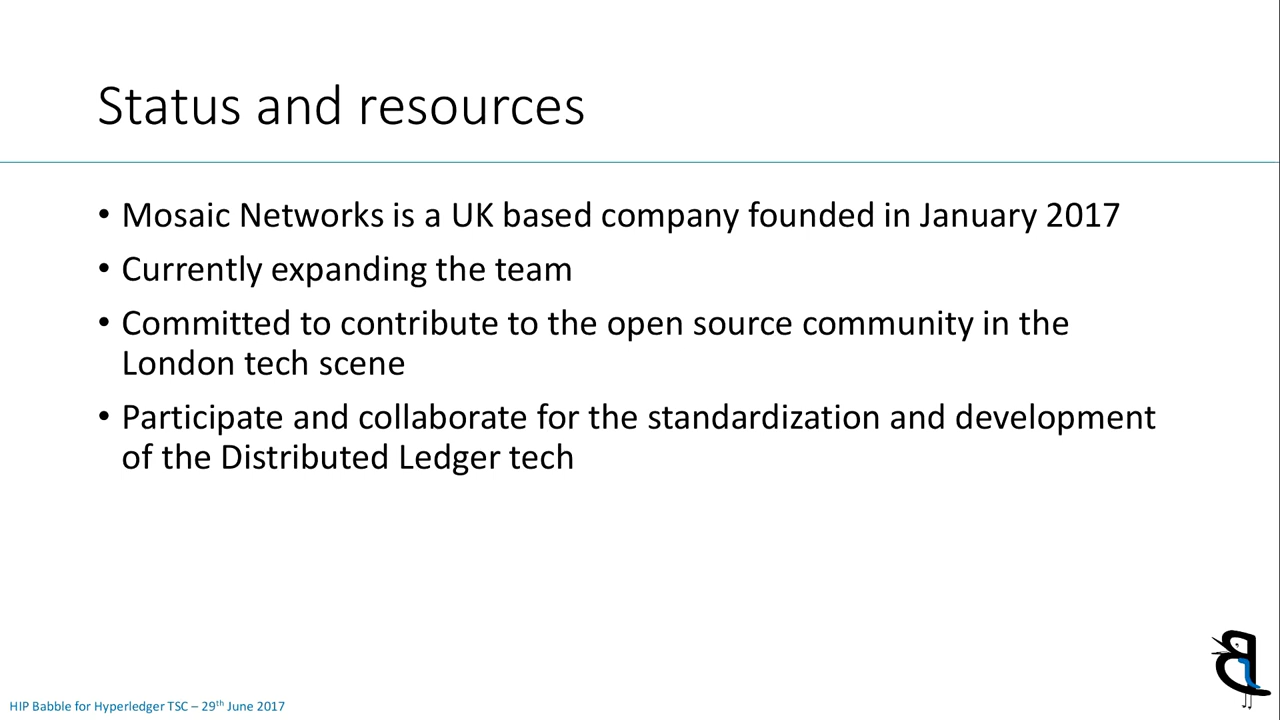 Status and resources
• Mosaic Networks is a UK based company founded in January 2017
• Currently expanding the team
• Committed to contribute to the open source community in the
London tech scene
• Participate and collaborate for the standardization and development
of the Distributed Ledger tech
HIP Babble for Hyperledger TSC – 29th June 2017